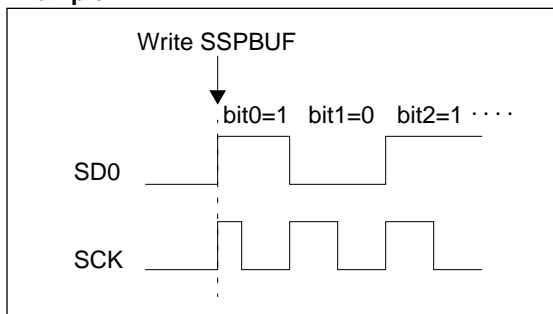 Write SSPBUF
bit0=1 bit1=0 bit2=1 ····
SD0
SCK